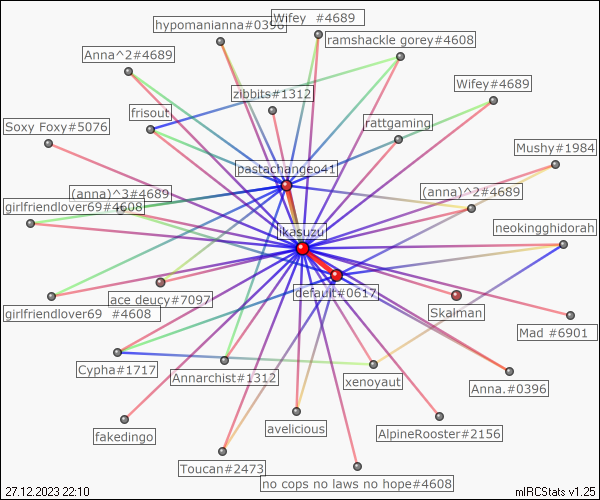 hypomanianna#0396
Wifey  #4689
ramshackle gorey#4608
Anna^2#4689
zibbits#1312
Wifey#4689
frisout
rattgaming
Soxy Foxy#5076
Mushy#1984
pastachangeo41
(anna)^3#4689
(anna)^2#4689
girlfriendlover69#4608
ikasuzu
neokingghidorah
default#0617
ace deucy#7097
girlfriendlover69  #4608
Skalman
Mad #6901
Cypha#1717
Annarchist#1312
xenoyaut
Anna.#0396
avelicious
fakedingo
AlpineRooster#2156
Toucan#2473
no cops no laws no hope#4608
27.12.2023 22:10
mIRCStats v1.25